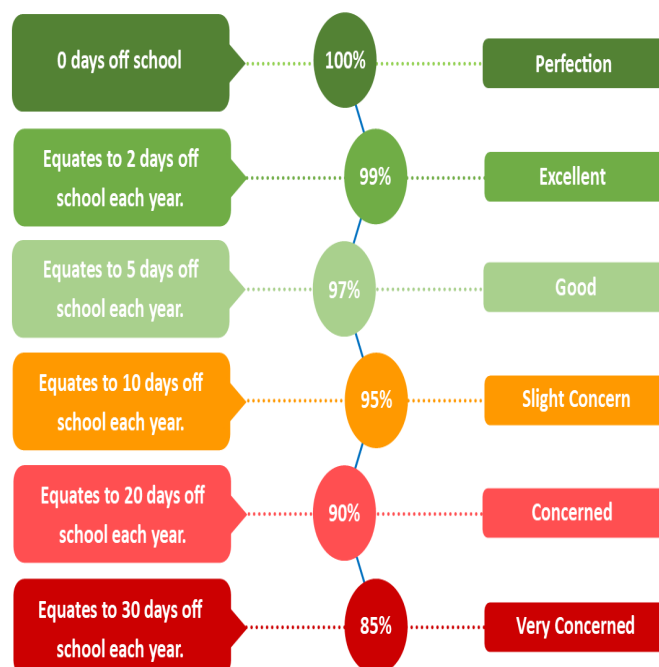 0 days off school
100%
Perfection
Equates to 2 days off
school each year.
99%
Excellent
Equates to 5 days off
school each year.
97%
Good
Equates to 10 days off
school each year.
95%
Slight Concern
Equates to 20 days off
school each year.
90%
Concerned
Equates to 30 days off
school each year.
85%
Very Concerned